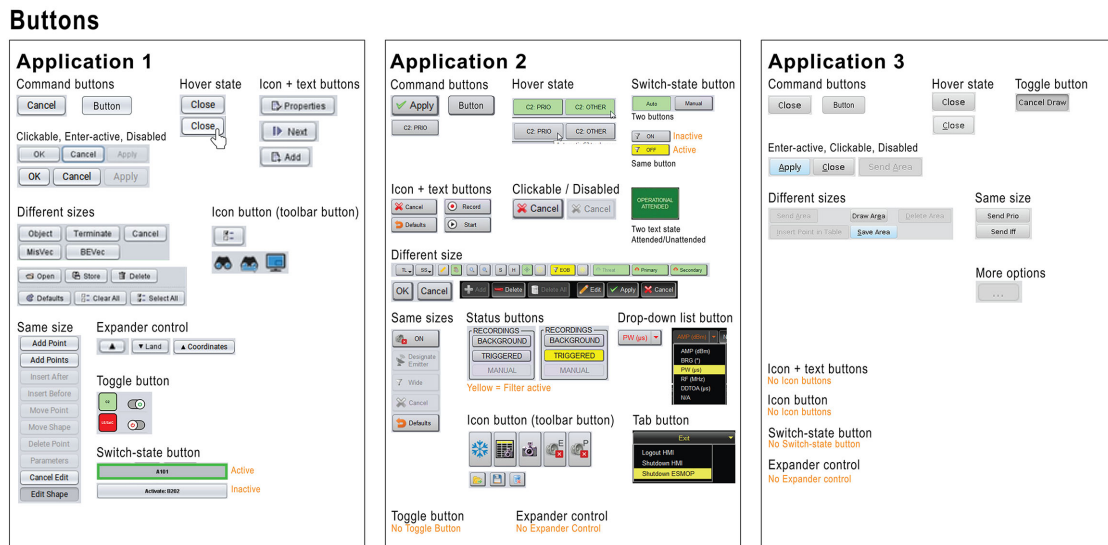 Buttons
Application 1
Command buttons
Cancel
Button
Hover state
Close
Close
Icon + text buttons
Properties
Next
Add
Clickable, Enter-active, Disabled
OK Cancel Apply
OK Cancel Apply
Different sizes
Object Terminate Cancel
MisVec BEVec
Open Store Delete
Defaults Clear All Select All
Icon button (toolbar button)
Same size
Add Point
Add Points
Insert After
Insert Before
Move Point
Move Shape
Delete Point
Parameters
Cancel Edit
Edit Shape
Expander control
Land Coordinates
Toggle button
Switch-state button
A101
Active
Activate: B202
Inactive
Application 2
Command buttons
Apply Button
C2: PRIO
Hover state
C2: PRIO C2: OTHER
C2: PRIO C2: OTHER
Switch-state button
Auto Manual
Two buttons
7 ON Inactive
7 OFF Active
Same button
Icon + text buttons
Cancel Record
Defaults Start
Clickable / Disabled
Cancel Cancel
OPERATIONAL
ATTENDED
Two text state
Attended/Unattended
Different size
TL SS S H 7 EOB Threat Primary Secondary
OK Cancel Add Delete Delete All Edit Apply Cancel
Same sizes
ON
Designate
Emitter
7 Wide
Cancel
Defaults
Status buttons
RECORDINGS
BACKGROUND
TRIGGERED
MANUAL
RECORDINGS
BACKGROUND
TRIGGERED
MANUAL
Yellow = Filter active
Drop-down list button
PW (µs)
AMP (dBm) N
AMP (dBm)
BRG (°)
PW (µs)
RF (MHz)
DDTOA (µs)
N/A
Icon button (toolbar button)
E P
Tab button
Exit
Logout HMI
Shutdown HMI
Shutdown ESMOP
Toggle button
No Toggle Button
Expander control
No Expander Control
Application 3
Command buttons
Close Button
Hover state
Close
Close
Toggle button
Cancel Draw
Enter-active, Clickable, Disabled
Apply Close Send Area
Different sizes
Send Area Draw Area Delete Area
Insert Point in Table Save Area
Same size
Send Prio
Send Iff
More options
...
Icon + text buttons
No Icon buttons
Icon button
No Icon buttons
Switch-state button
No Switch-state button
Expander control
No Expander control